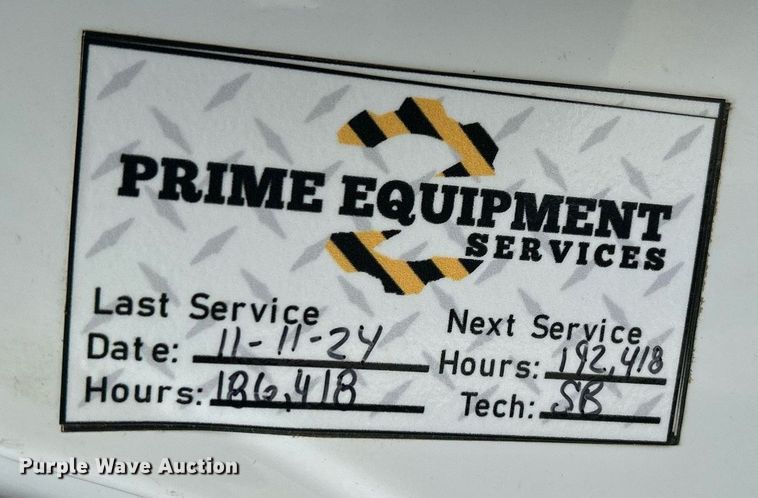 PRIME EQUIPMENT
SERVICES
Last Service
Date: 11-11-24
Hours: 186,418
Next Service
Hours: 192,418
Tech: SB
Purple Wave Auction